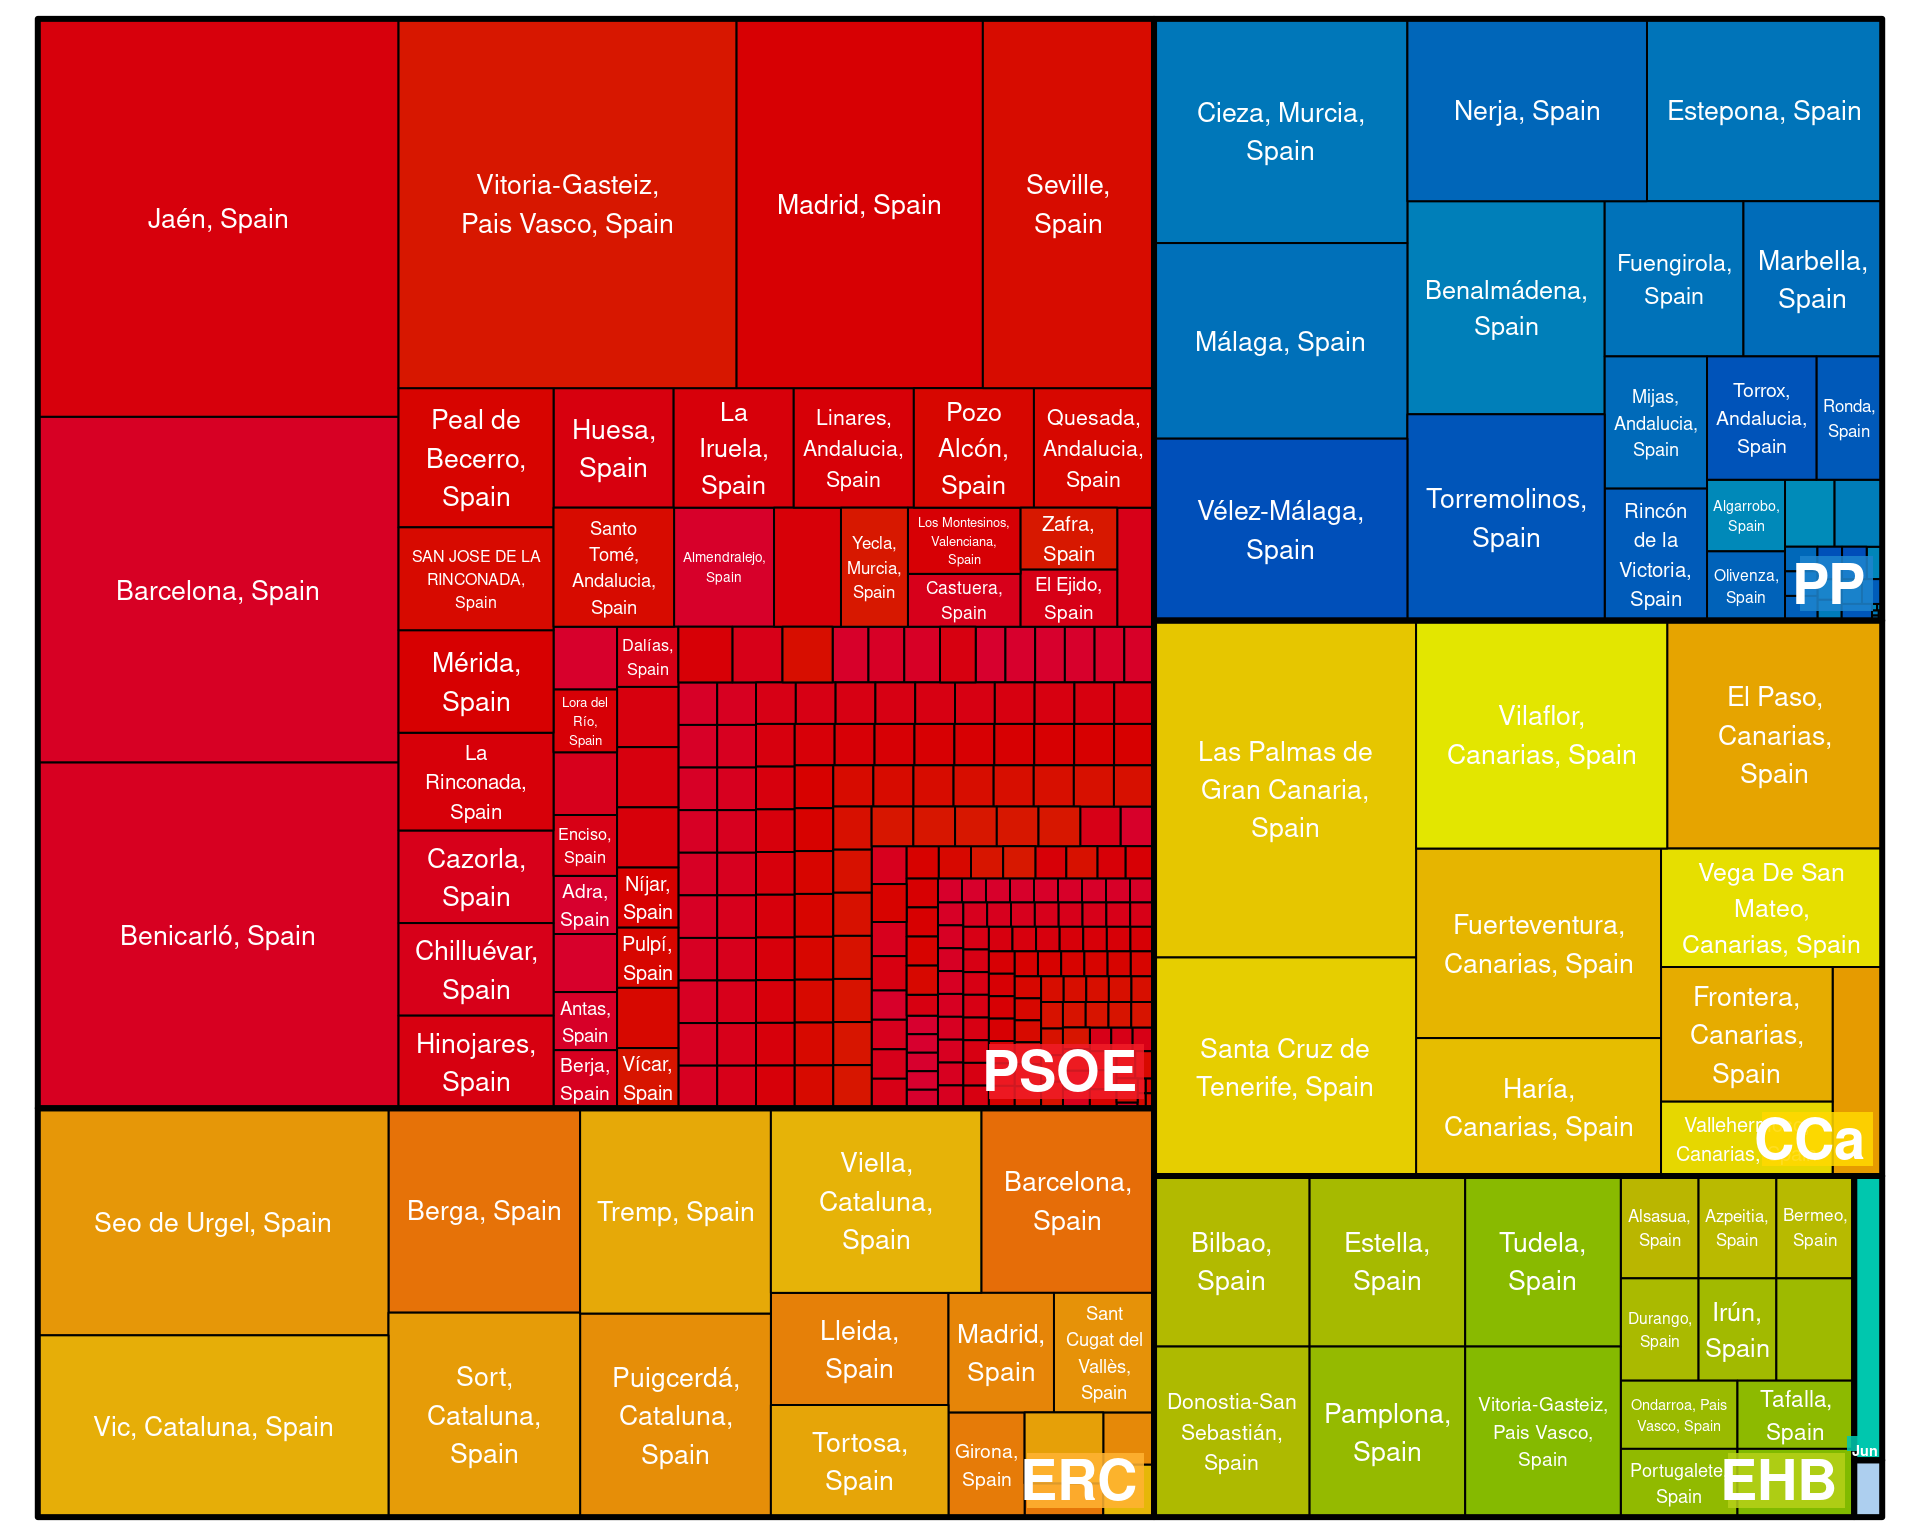 Jaén, Spain
Barcelona, Spain
Benicarló, Spain
Vitoria-Gasteiz,
Pais Vasco, Spain
Madrid, Spain
Seville,
Spain
Peal de
Becerro,
Spain
SAN JOSE DE LA
RINCONADA,
Spain
Mérida,
Spain
La
Rinconada,
Spain
Cazorla,
Spain
Chilluévar,
Spain
Hinojares,
Spain
Huesa,
Spain
La
Iruela,
Spain
Linares,
Andalucia,
Spain
Pozo
Alcón,
Spain
Quesada,
Andalucia,
Spain
Santo
Tomé,
Andalucia,
Spain
Almendralejo,
Spain
Yecla,
Murcia,
Spain
Los Montesinos,
Valenciana,
Spain
Castuera,
Spain
Zafra,
Spain
El Ejido,
Spain
Dalías,
Spain
Lora del
Río,
Spain
Enciso,
Spain
Adra,
Spain
Antas,
Spain
Berja,
Spain
Níjar,
Spain
Pulpí,
Spain
Vícar,
Spain
PSOE
Cieza, Murcia,
Spain
Málaga, Spain
Vélez-Málaga,
Spain
Nerja, Spain
Estepona, Spain
Benalmádena,
Spain
Torremolinos,
Spain
Fuengirola,
Spain
Marbella,
Spain
Mijas,
Andalucia,
Spain
Torrox,
Andalucia,
Spain
Ronda,
Spain
Rincón
de la
Victoria,
Spain
Algarrobo,
Spain
Olivenza,
Spain
PP
Las Palmas de
Gran Canaria,
Spain
Santa Cruz de
Tenerife, Spain
Vilaflor,
Canarias, Spain
El Paso,
Canarias,
Spain
Fuerteventura,
Canarias, Spain
Haría,
Canarias, Spain
Vega De San
Mateo,
Canarias, Spain
Frontera,
Canarias,
Spain
Canarias,
CCa
Seo de Urgel, Spain
Vic, Cataluna, Spain
Berga, Spain
Sort,
Cataluna,
Spain
Tremp, Spain
Puigcerdá,
Cataluna,
Spain
Viella,
Cataluna,
Spain
Barcelona,
Spain
Lleida,
Spain
Tortosa,
Spain
Madrid,
Spain
Sant
Cugat del
Vallès,
Spain
Girona,
Spain
ERC
Bilbao,
Spain
Donostia-San
Sebastián,
Spain
Estella,
Spain
Pamplona,
Spain
Tudela,
Spain
Vitoria-Gasteiz,
Pais Vasco,
Spain
Alsasua,
Spain
Azpeitia,
Spain
Bermeo,
Spain
Durango,
Spain
Irún,
Spain
Ondarroa, Pais
Vasco, Spain
Tafalla,
Spain
Portugalete,
Spain
EHB
Jun